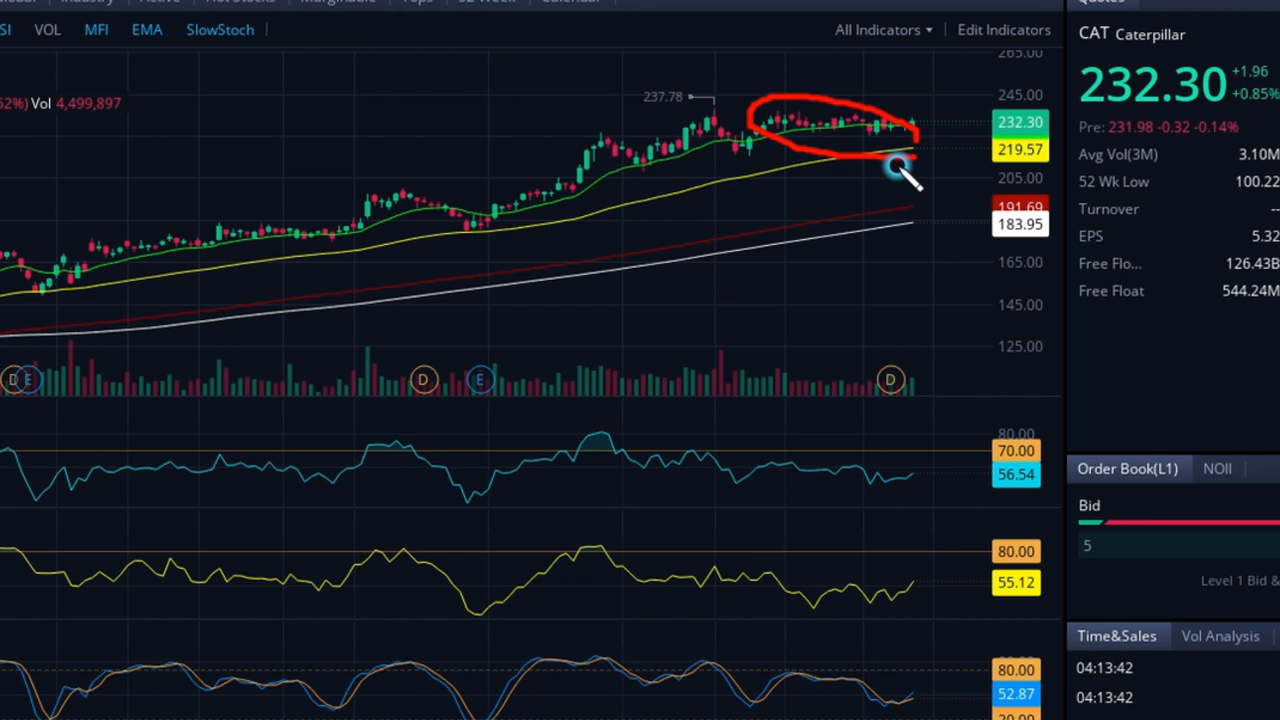 SI VOL MFI EMA SlowStoch All Indicators Edit Indicators
CAT Caterpillar
232.30 +1.96
+0.85%
Pre: 231.98 -0.32 -0.14%
Avg Vol(3M) 3.10M
52 Wk Low 100.22
Turnover --
EPS 5.32
Free Flo... 126.43B
Free Float 544.24M
62%) Vol 4,499,897
237.78
265.00
245.00
232.30
219.57
205.00
191.69
183.95
165.00
145.00
125.00
D E D E D
80.00
70.00
56.54
80.00
55.12
80.00
52.87
20.00
Order Book(L1) NOII
Bid
5
Level 1 Bid &
Time&Sales Vol Analysis
04:13:42
04:13:42